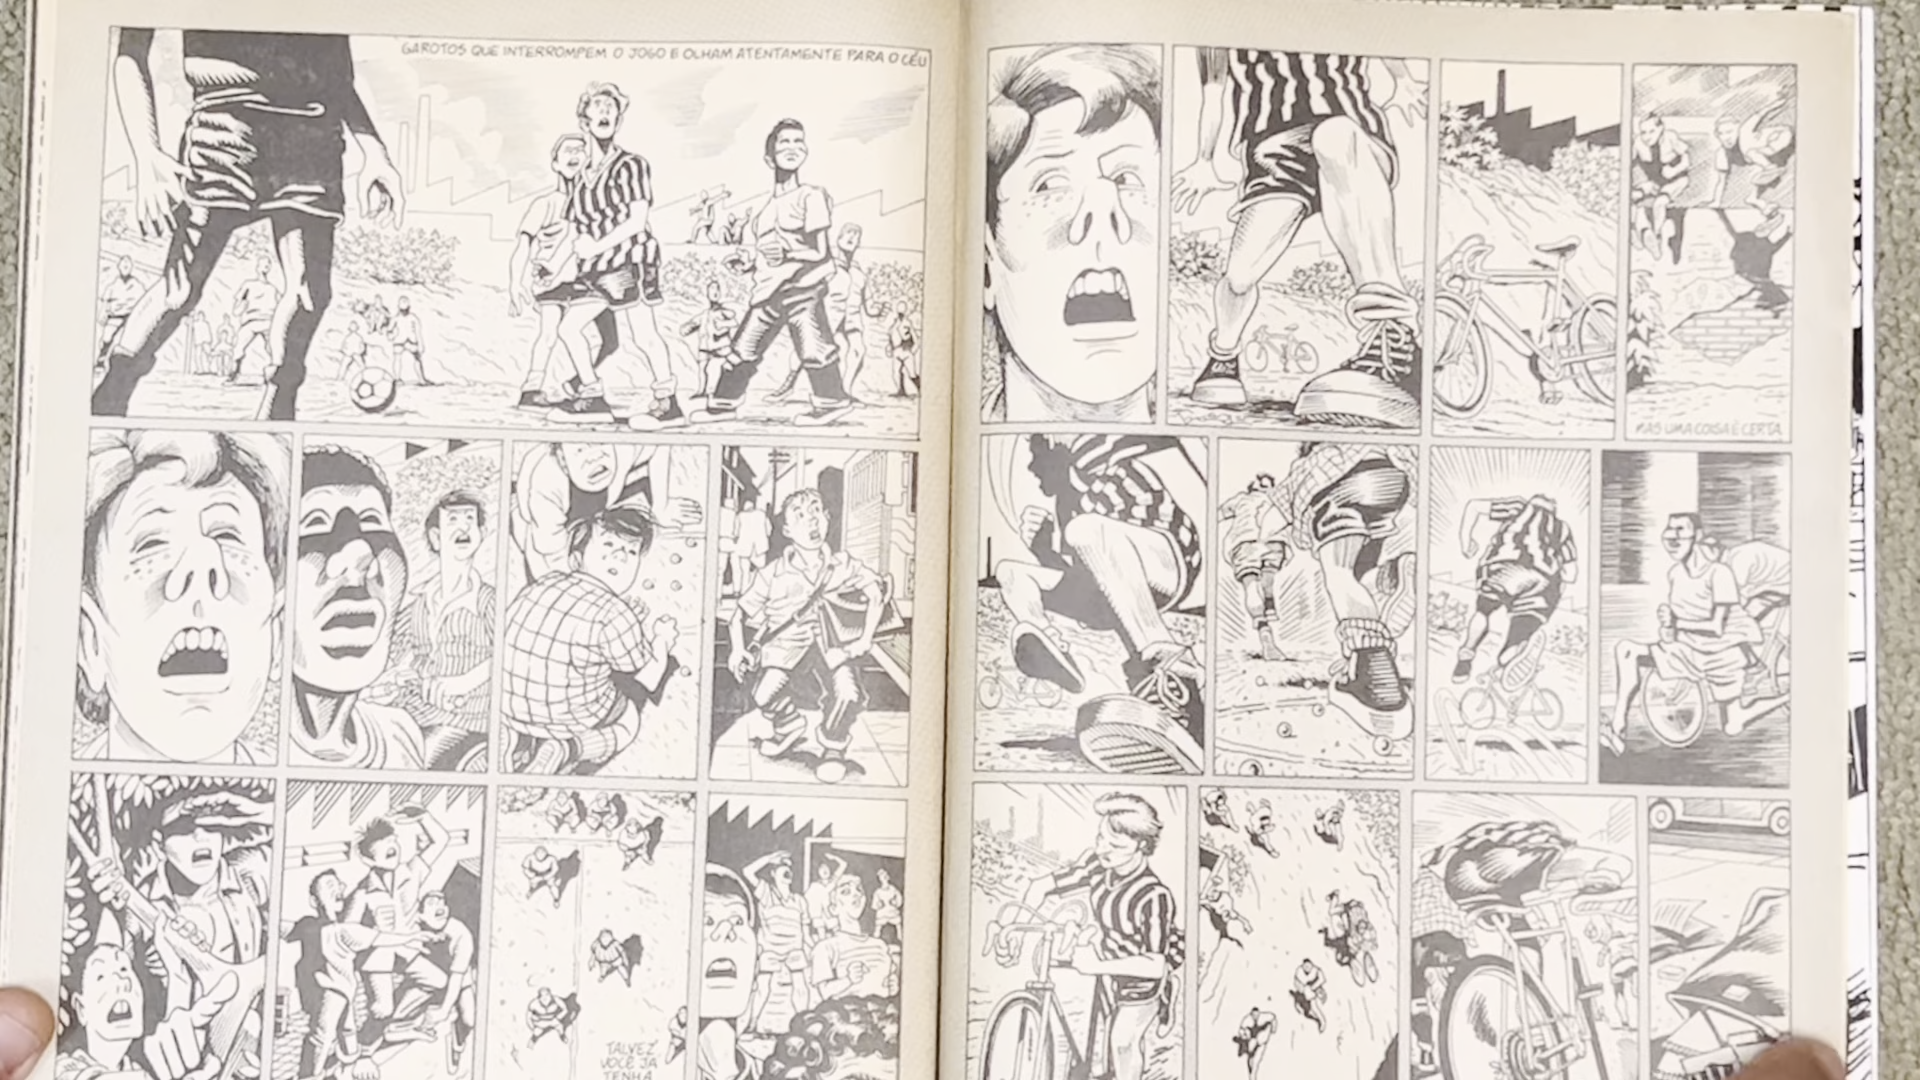 GAROTOS QUE INTERROMPEM O JOGO E OLHAM ATENTAMENTE PARA O CÉU
TALVEZ
VOCÊ JÁ
TENHA
MAS UMA COISA É CERTA